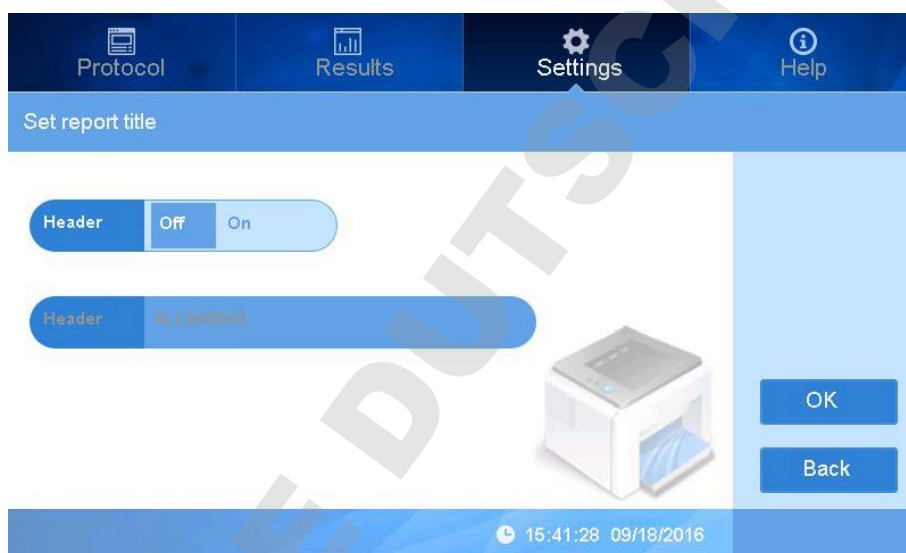 Protocol
Results
Settings
Help
Set report title
Header Off On
Header
OK
Back
15:41:28 09/18/2016